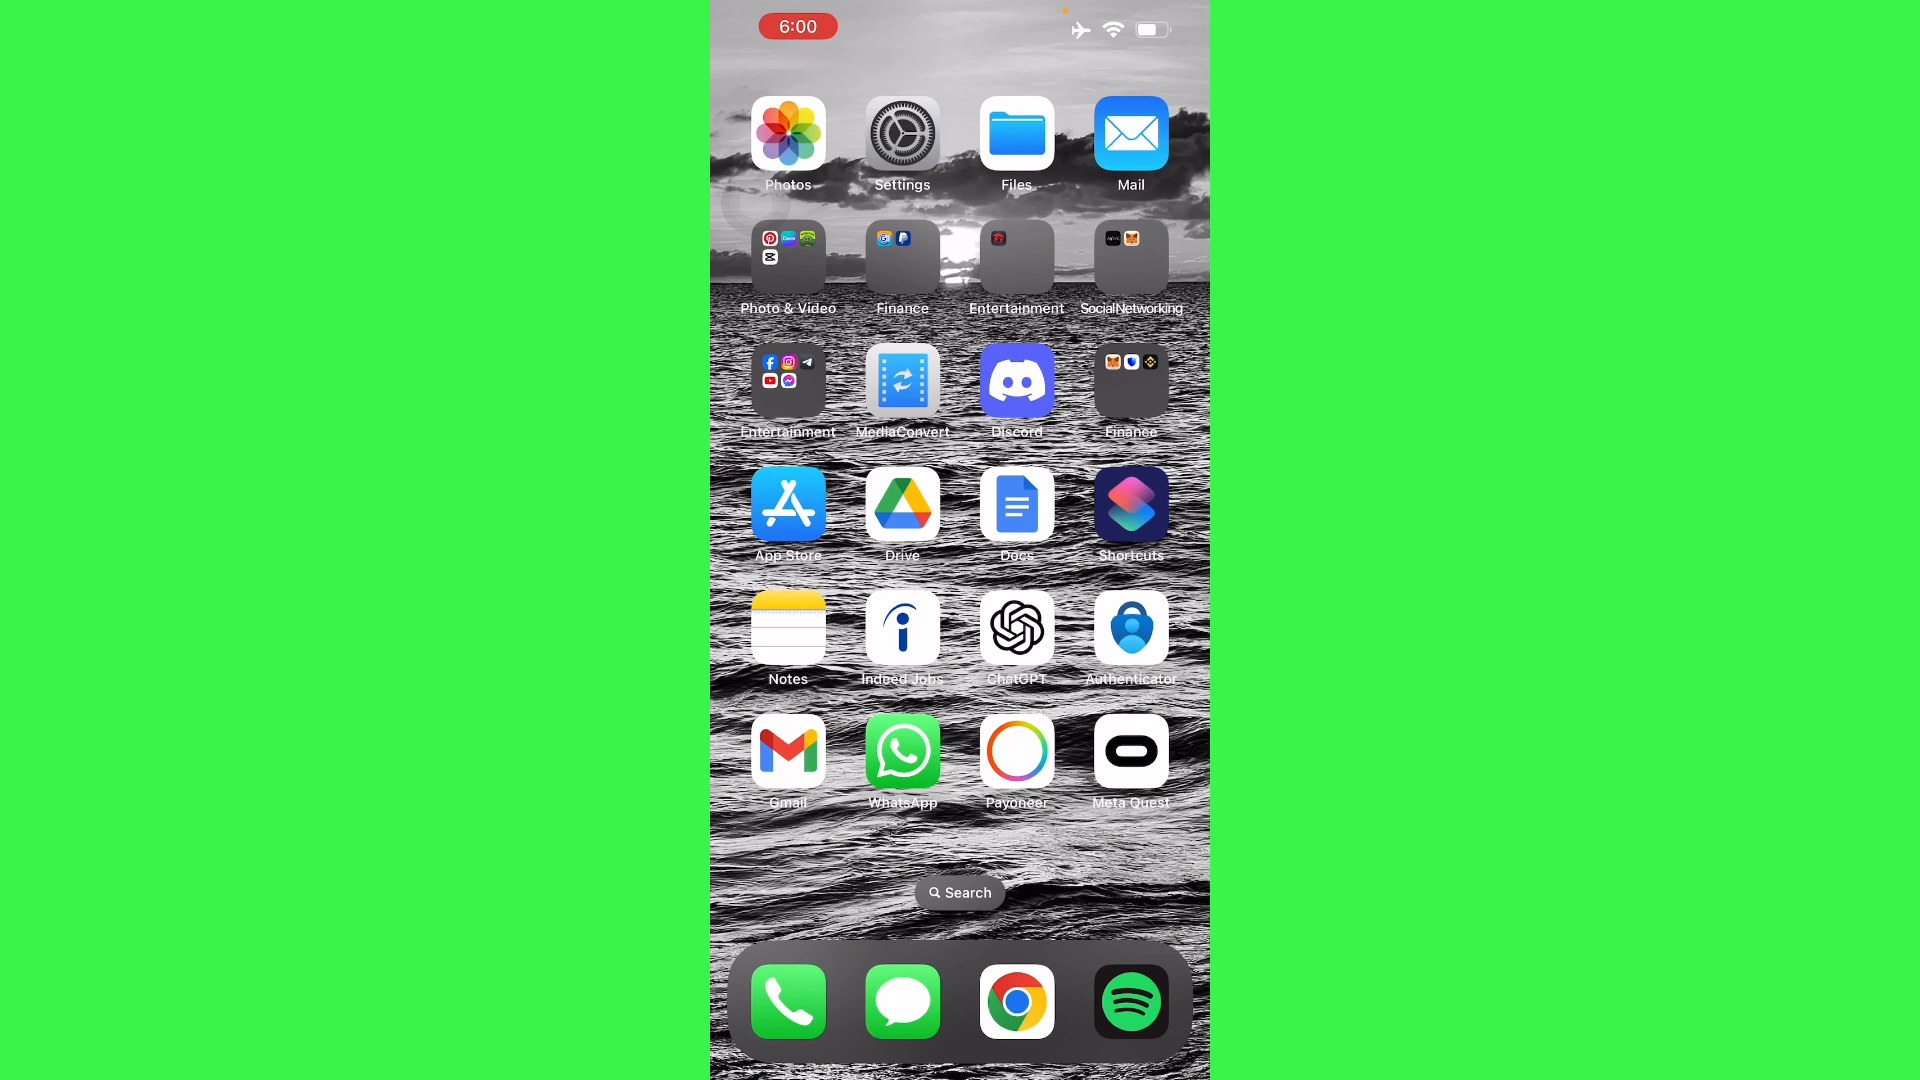 6:00
Photos
Settings
Files
Mail
Photo & Video
Finance
Entertainment
SocialNetworking
Entertainment
MediaConvert
Discord
Finance
App Store
Drive
Docs
Shortcuts
Notes
Indeed Jobs
ChatGPT
Authenticator
Gmail
WhatsApp
Payoneer
Meta Quest
Search